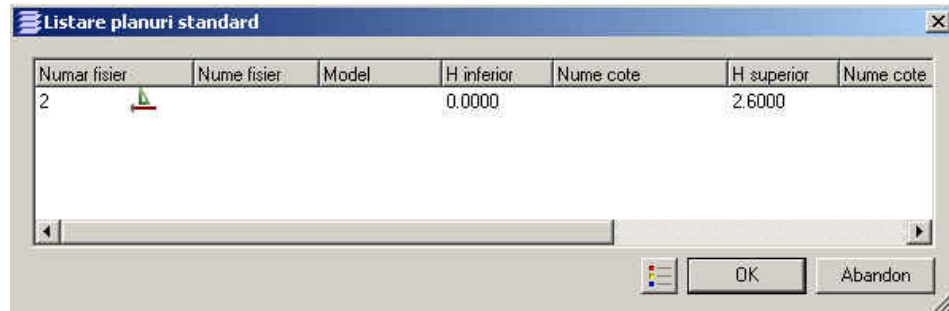 Listare planuri standard
Numar fisier Nume fisier Model H inferior Nume cote H superior Nume cote
2 0.0000 2.6000
OK Abandon